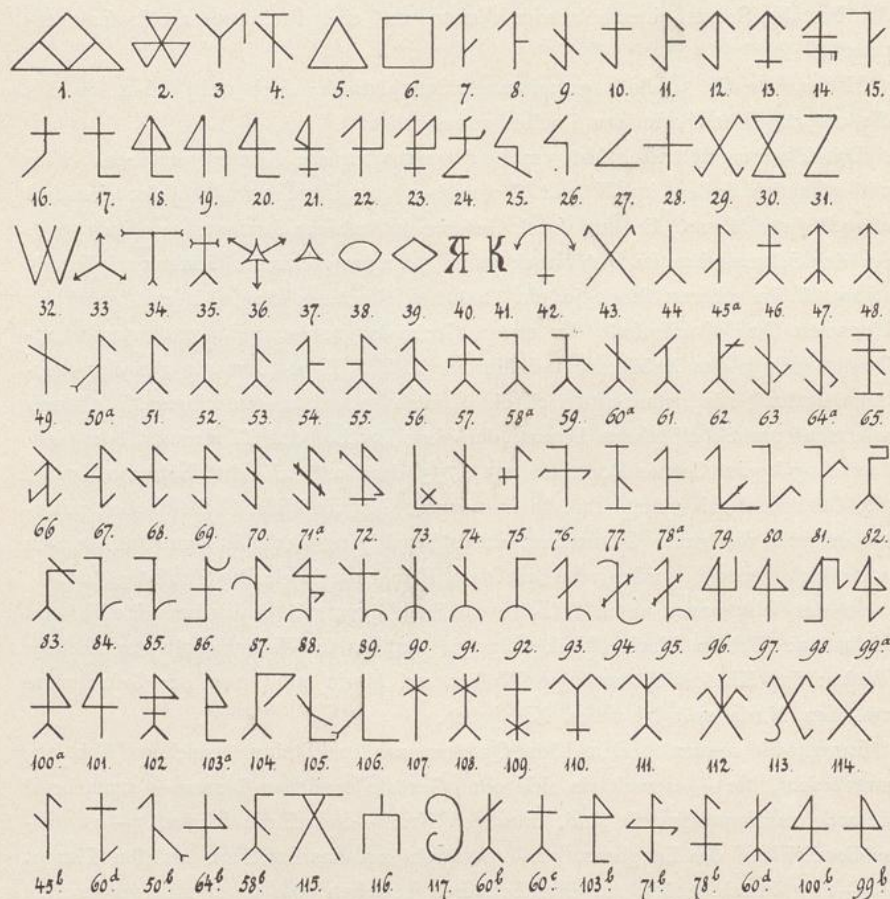 1. 2. 3 4. 5. 6. 7. 8. 9. 10. 11. 12. 13. 14. 15.
16. 17. 18. 19. 20. 21. 22. 23. 24. 25. 26. 27. 28. 29. 30. 31.
Я К
32. 33 34. 35. 36. 37. 38. 39. 40. 41. 42. 43. 44 45ª 46. 47. 48.
49. 50ª 51. 52. 53. 54. 55. 56. 57. 58ª 59. 60ª 61. 62. 63. 64ª 65.
66 67. 68. 69. 70. 71ª 72. 73. 74. 75. 76. 77. 78ª 79. 80. 81. 82.
83. 84. 85. 86. 87. 88. 89. 90. 91. 92. 93. 94. 95. 96. 97. 98. 99ª
100ª 101. 102 103ª 104. 105. 106. 107. 108. 109. 110. 111. 112 113. 114.
45ᵇ 60ᵈ 50ᵇ 64ᵇ 58ᵇ 115. 116. 117. 60ᵇ 60ᶜ 103ᵇ 71ᵇ 78ᵇ 60ᵈ 100ᵇ 99ᵇ